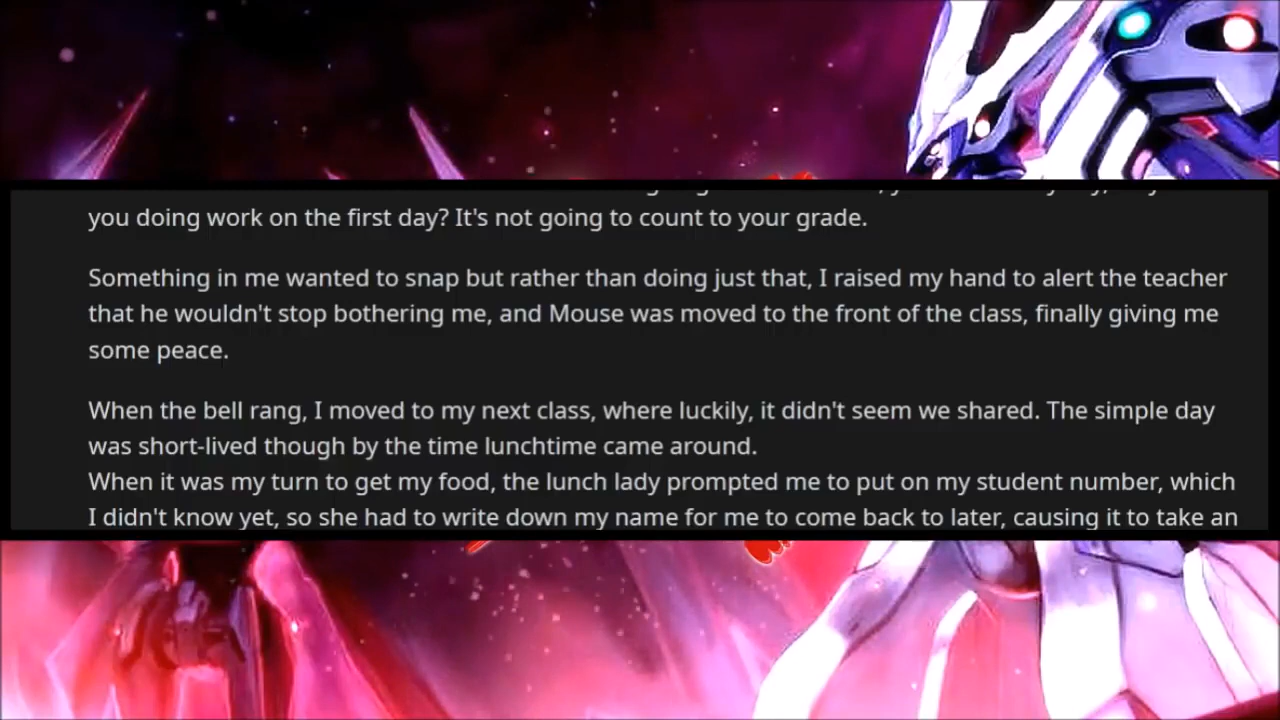 you doing work on the first day? It's not going to count to your grade.
Something in me wanted to snap but rather than doing just that, I raised my hand to alert the teacher
that he wouldn't stop bothering me, and Mouse was moved to the front of the class, finally giving me
some peace.
When the bell rang, I moved to my next class, where luckily, it didn't seem we shared. The simple day
was short-lived though by the time lunchtime came around.
When it was my turn to get my food, the lunch lady prompted me to put on my student number, which
I didn't know yet, so she had to write down my name for me to come back to later, causing it to take an